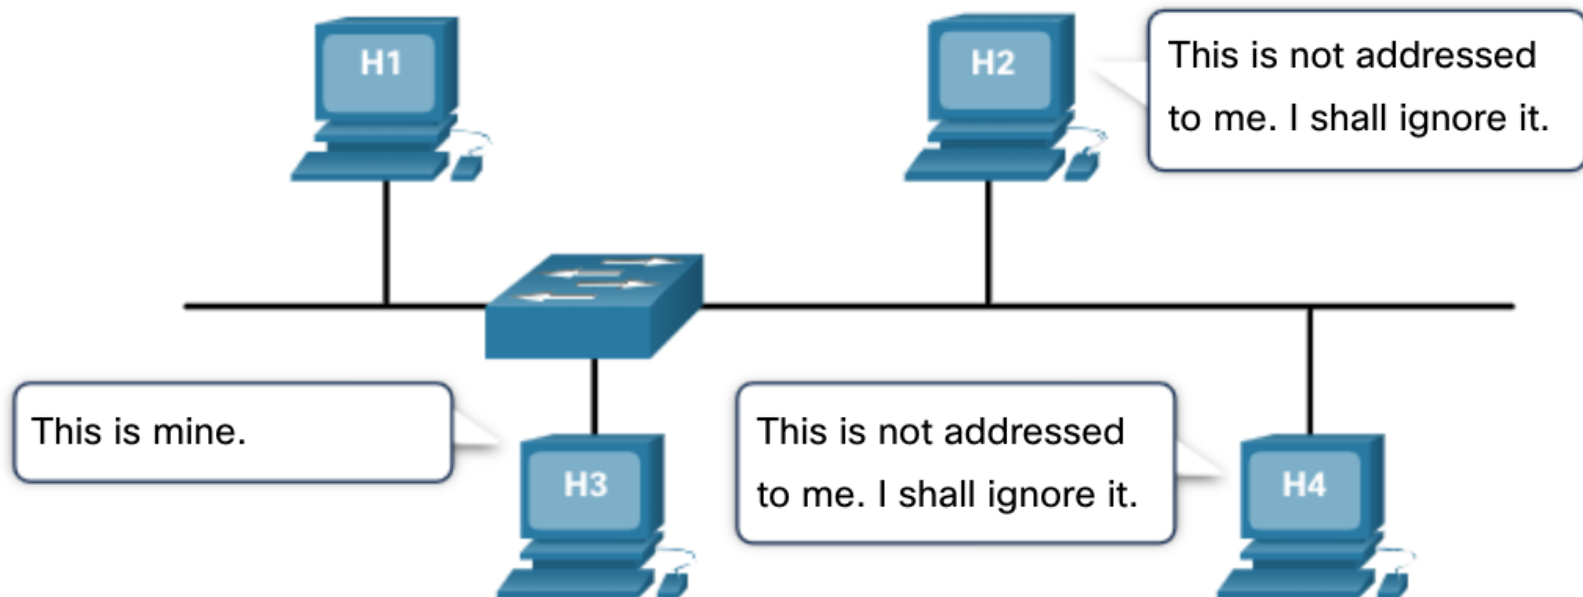 H1
H2
This is not addressed
to me. I shall ignore it.
This is mine.
H3
This is not addressed
to me. I shall ignore it.
H4